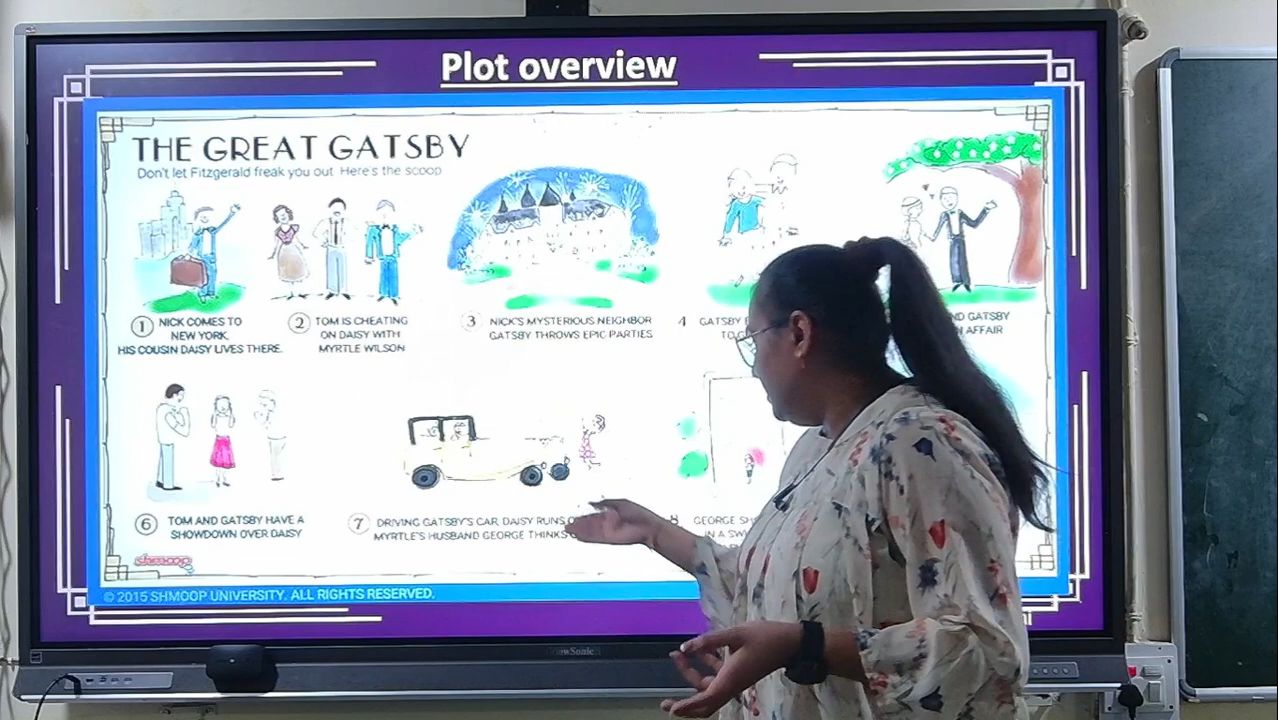 Plot overview
THE GREAT GATSBY
Don't let Fitzgerald freak you out Here's the scoop
1 NICK COMES TO
NEW YORK.
HIS COUSIN DAISY LIVES THERE.
2 TOM IS CHEATING
ON DAISY WITH
MYRTLE WILSON
3 NICK'S MYSTERIOUS NEIGHBOR
GATSBY THROWS EPIC PARTIES
4 GATSBY
GATSBY
AFFAIR
6 TOM AND GATSBY HAVE A
SHOWDOWN OVER DAISY
7 DRIVING GATSBY'S CAR, DAISY RUNS
MYRTLE'S HUSBAND GEORGE THINKS
8 GEORGE
IN A
shmoop
© 2015 SHMOOP UNIVERSITY. ALL RIGHTS RESERVED.
ViewSonic